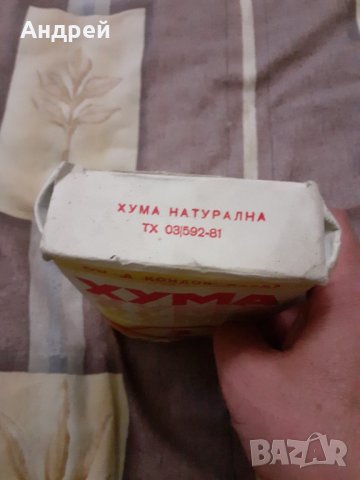 Андрей
ХУМА НАТУРАЛНА
ТХ 03/592-81
ХУМА
BAZAR